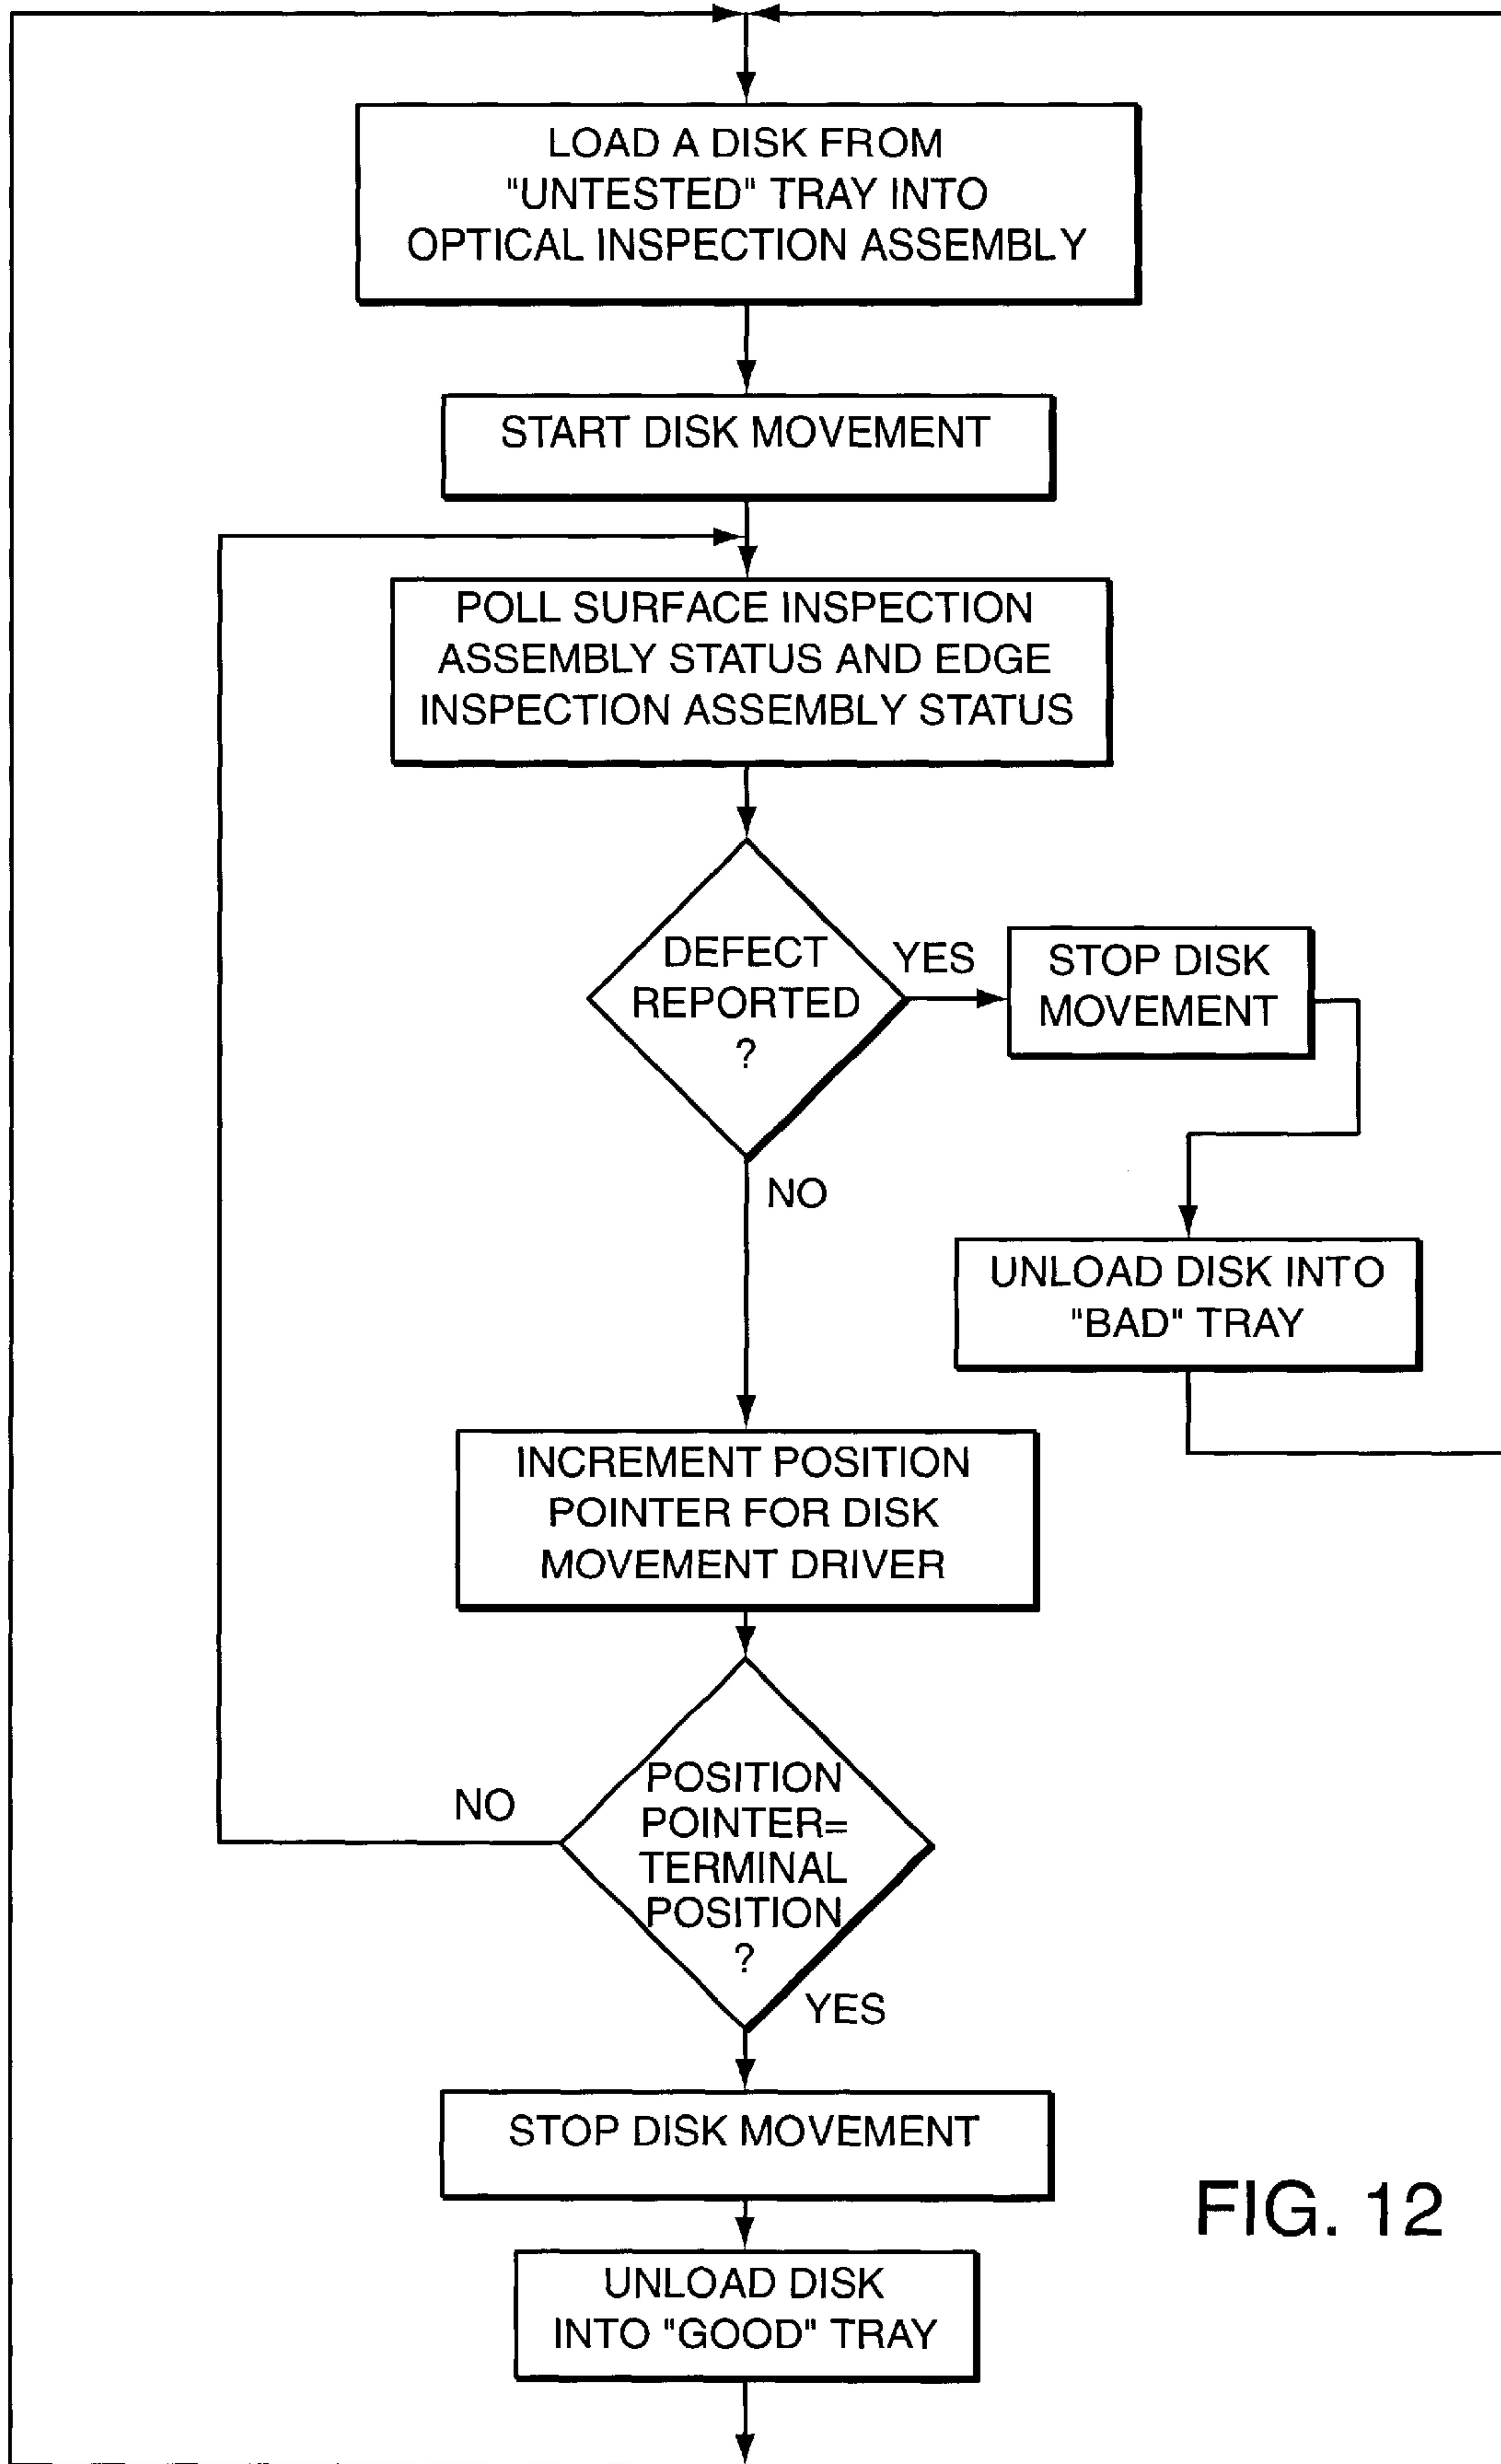 LOAD A DISK FROM
"UNTESTED" TRAY INTO
OPTICAL INSPECTION ASSEMBLY
START DISK MOVEMENT
POLL SURFACE INSPECTION
ASSEMBLY STATUS AND EDGE
INSPECTION ASSEMBLY STATUS
DEFECT
REPORTED
?
YES
STOP DISK
MOVEMENT
NO
UNLOAD DISK INTO
"BAD" TRAY
INCREMENT POSITION
POINTER FOR DISK
MOVEMENT DRIVER
POSITION
POINTER=
TERMINAL
POSITION
?
NO
YES
STOP DISK MOVEMENT
UNLOAD DISK
INTO "GOOD" TRAY
FIG. 12